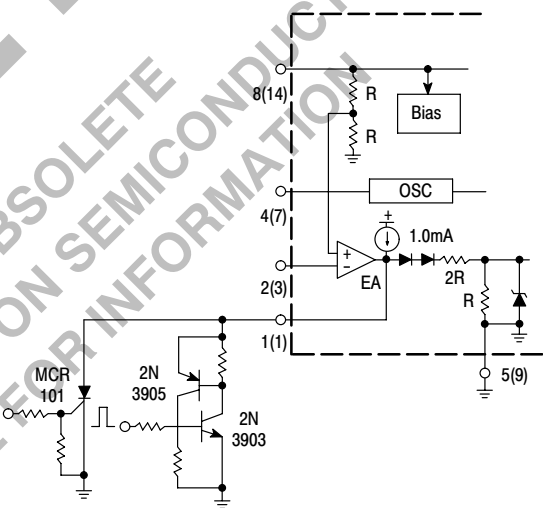 OBSOLETE
ON SEMICONDUCT
FOR INFORMATION
8(14)
R
R
Bias
4(7)
OSC
+
1.0mA
+
–
EA
2R
R
2(3)
1(1)
5(9)
MCR
101
2N
3905
2N
3903